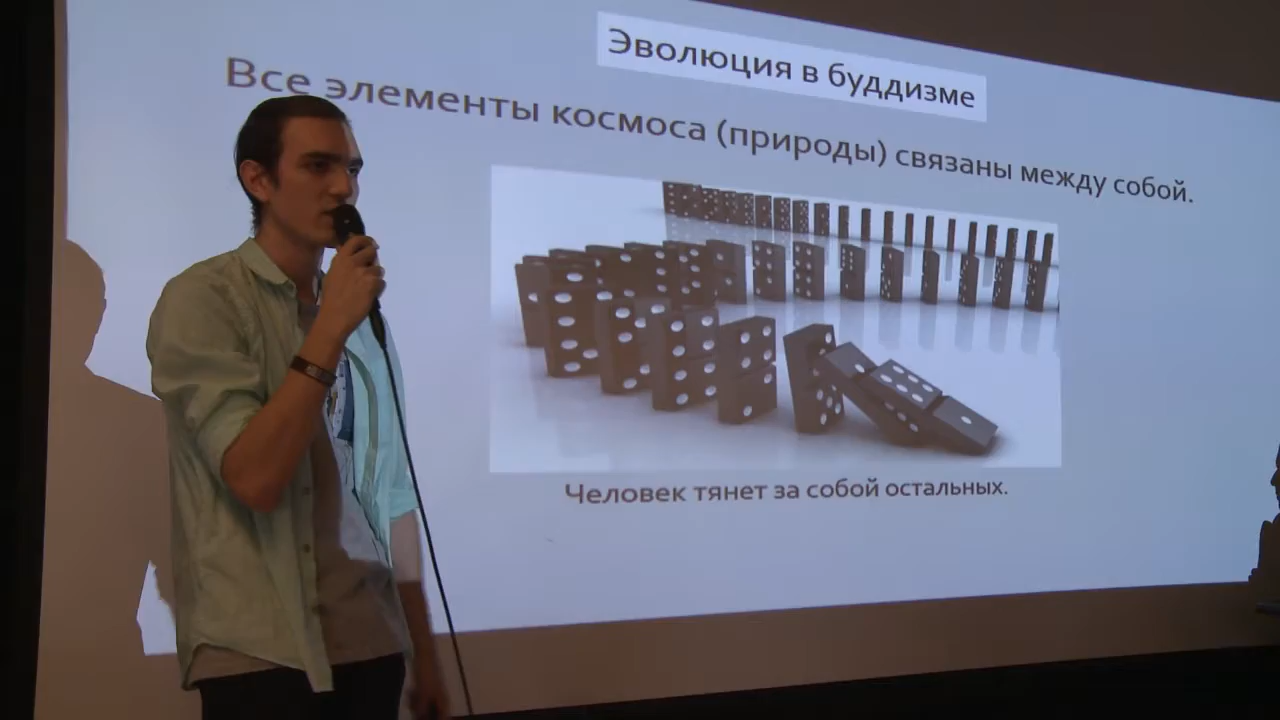 Эволюция в буддизме
Все элементы космоса (природы) связаны между собой.
Человек тянет за собой остальных.